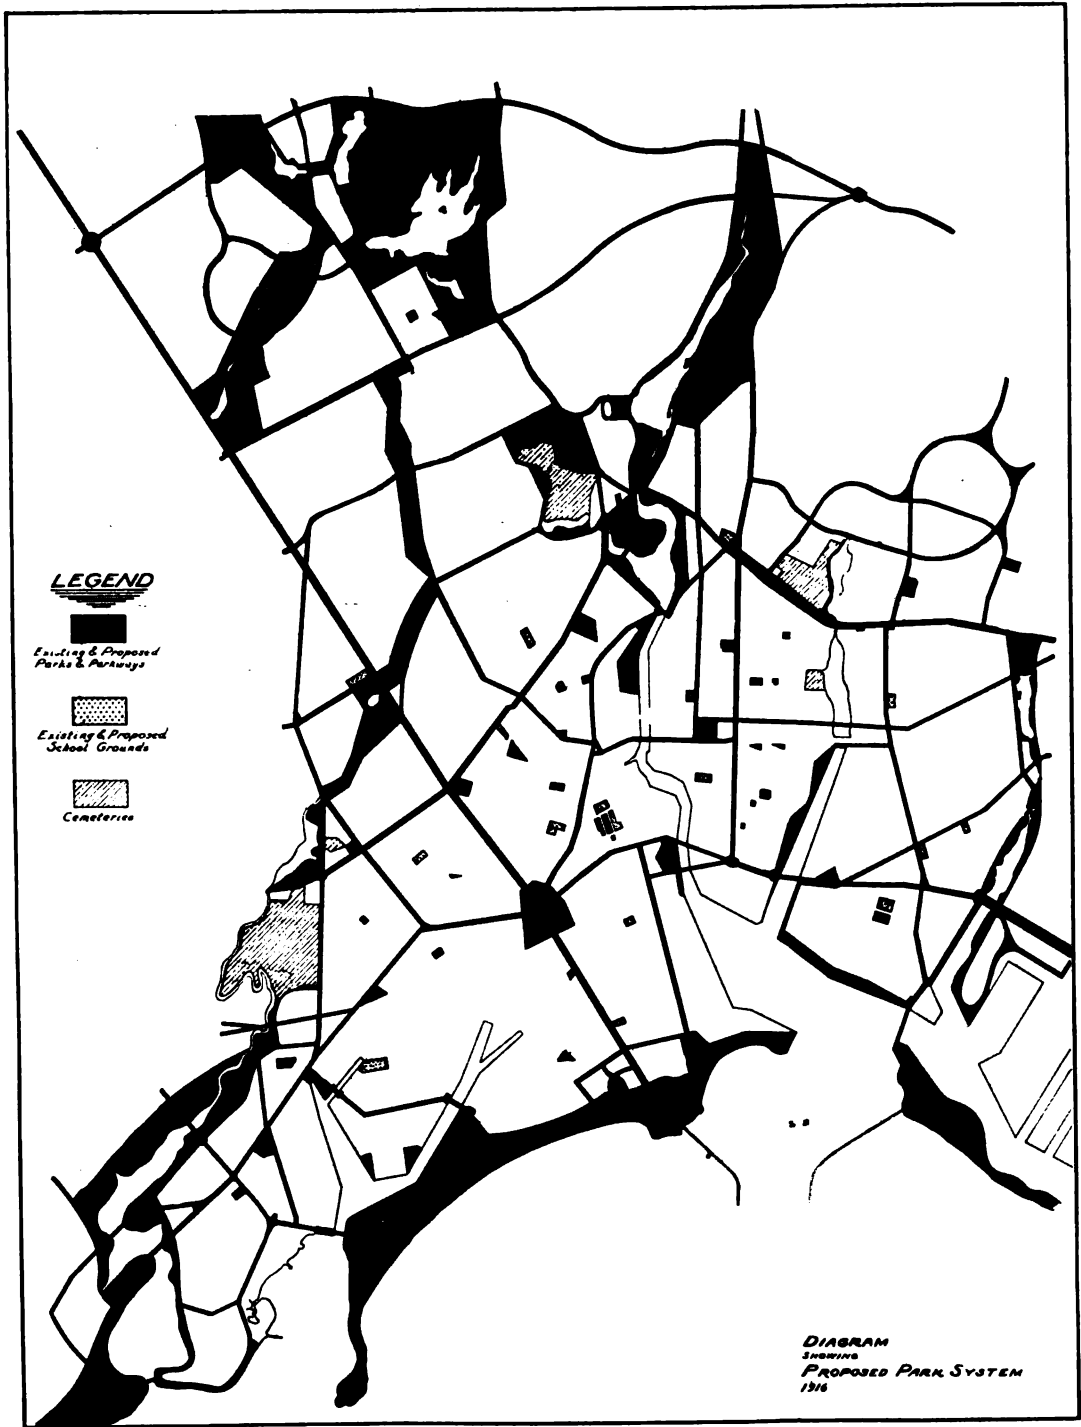 LEGEND
Existing & Proposed
Parks & Parkways
Existing & Proposed
School Grounds
Cemeteries
DIAGRAM
SHOWING
PROPOSED PARK SYSTEM
1916